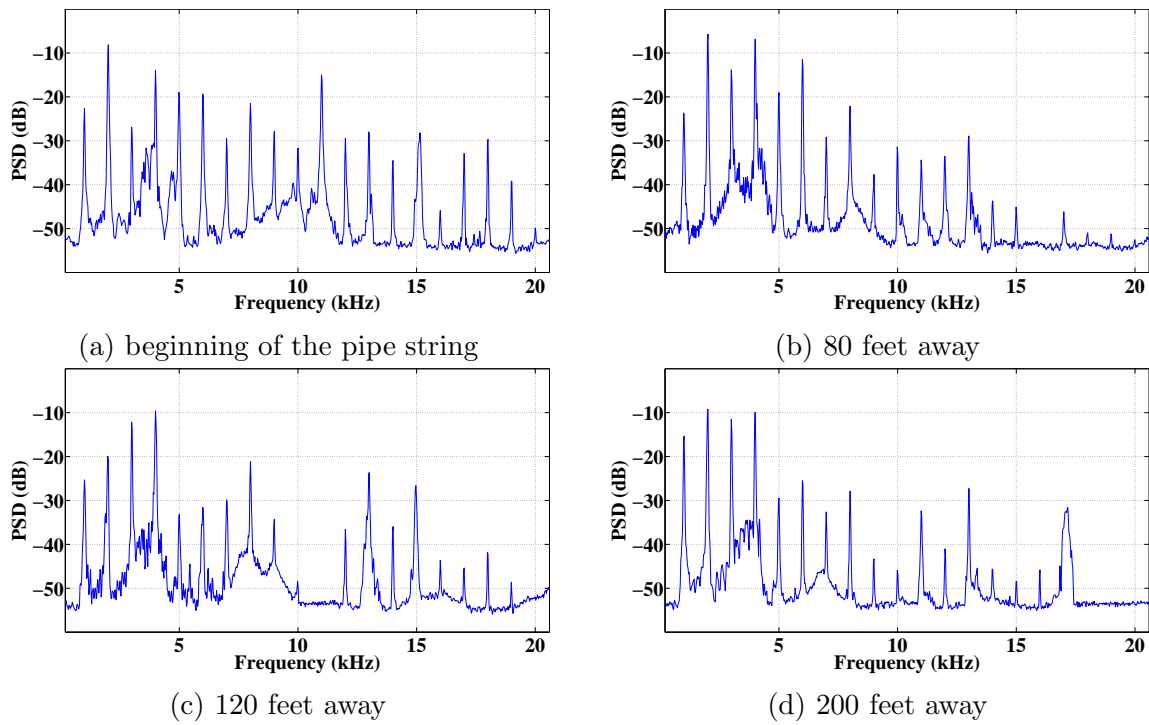 −10
−20
−30
−40
−50
PSD (dB)
5 10 15 20
Frequency (kHz)
(a) beginning of the pipe string
−10
−20
−30
−40
−50
PSD (dB)
5 10 15 20
Frequency (kHz)
(b) 80 feet away
−10
−20
−30
−40
−50
PSD (dB)
5 10 15 20
Frequency (kHz)
(c) 120 feet away
−10
−20
−30
−40
−50
PSD (dB)
5 10 15 20
Frequency (kHz)
(d) 200 feet away